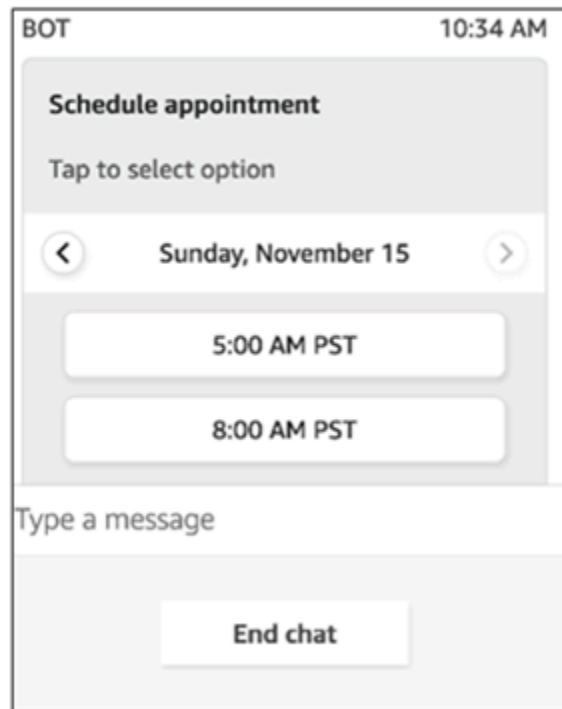 BOT 10:34 AM
Schedule appointment
Tap to select option
Sunday, November 15
5:00 AM PST
8:00 AM PST
Type a message
End chat